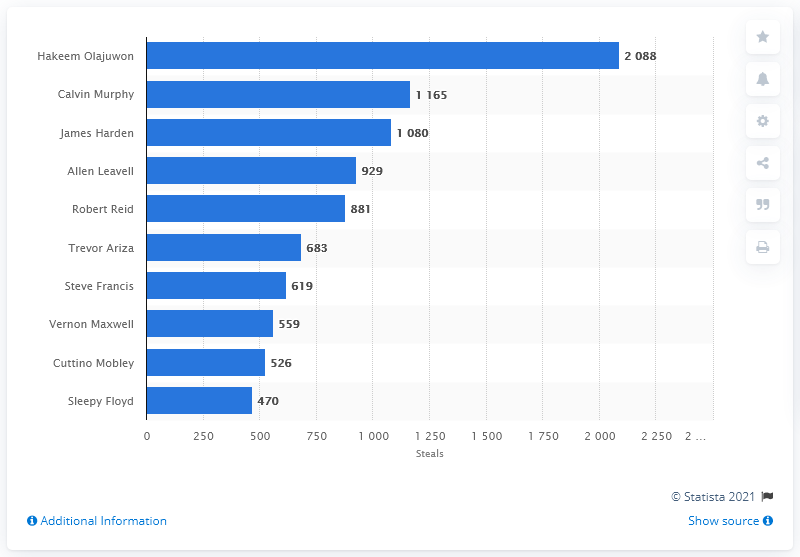 Hakeem Olajuwon 2 088
Calvin Murphy 1 165
James Harden 1 080
Allen Leavell 929
Robert Reid 881
Trevor Ariza 683
Steve Francis 619
Vernon Maxwell 559
Cuttino Mobley 526
Sleepy Floyd 470
0 250 500 750 1 000 1 250 1 500 1 750 2 000 2 250 2 ...
Steals
© Statista 2021
Additional Information Show source